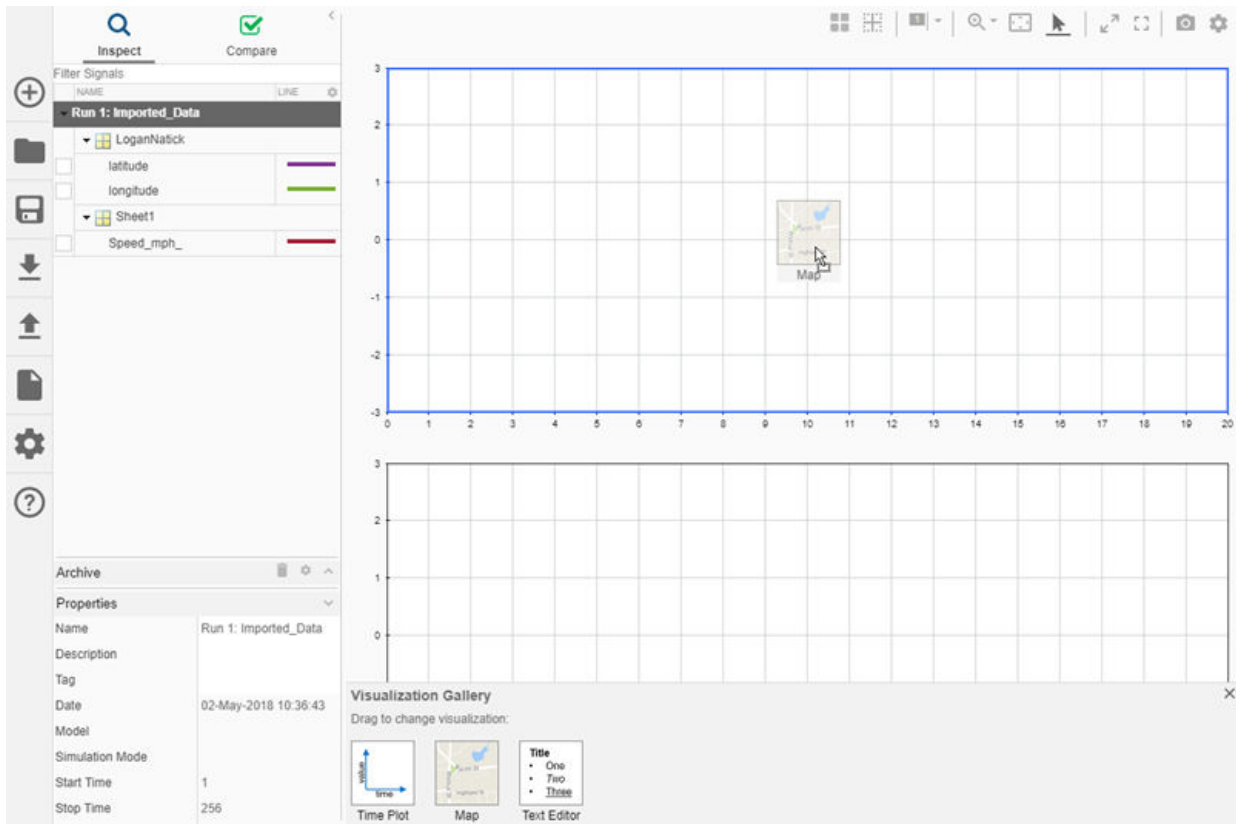 Inspect
Compare
Filter Signals
NAME LINE
Run 1: Imported_Data
LoganNatick
latitude
longitude
Sheet1
Speed_mph_
Archive
Properties
Name Run 1: Imported_Data
Description
Tag
Date 02-May-2018 10:36:43
Model
Simulation Mode
Start Time 1
Stop Time 256
1
3
2
1
0
-1
-2
-3
0 1 2 3 4 5 6 7 8 9 10 11 12 13 14 15 16 17 18 19 20
Map
3
2
1
0
Visualization Gallery
Drag to change visualization:
value
time
Time Plot
Map
Title
• One
• Two
• Three
Text Editor